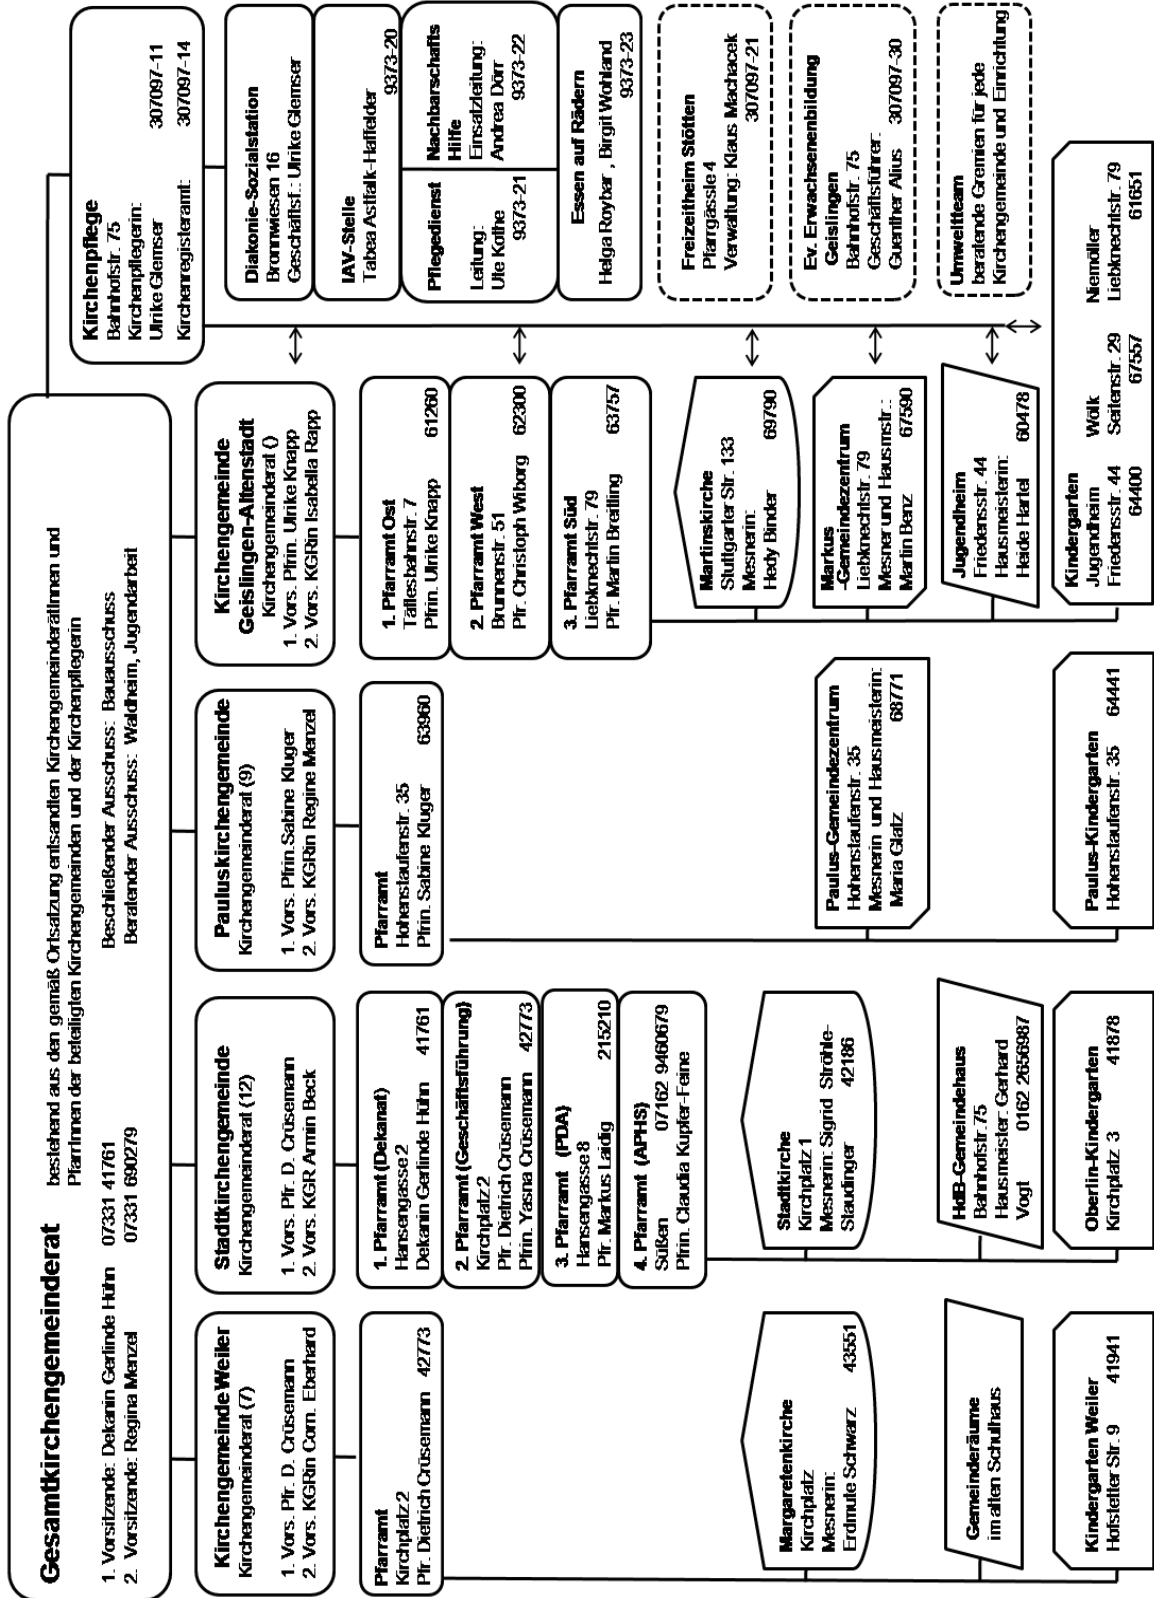 Gesamtkirchengemeinderat
bestehend aus den gemäß Ortsatzung entsandten KirchengemeinderätInnen und
PfarrInnen der beteiligten Kirchengemeinden und der Kirchenpflegerin
1. Vorsitzende: Dekanin Gerlinde Hühn 07331 41761
2. Vorsitzende: Regina Menzel 07331 690279
Beschließender Ausschuss: Bauausschuss
Beratender Ausschuss: Waldheim, Jugendarbeit
Kirchengemeinde Weiler
Kirchengemeinderat (7)
1. Vors. Pfr. D. Crüsemann
2. Vors. KGRin Corn. Eberhard
Pfarramt
Kirchplatz 2
Pfr. Dietrich Crüsemann 42773
Margaretenkirche
Kirchplatz
Mesnerin:
Erdmute Schwarz 43551
Gemeinderäume
im alten Schulhaus
Kindergarten Weiler
Hofstetter Str. 9 41941
Stadtkirchengemeinde
Kirchengemeinderat (12)
1. Vors. Pfr. D. Crüsemann
2. Vors. KGR Armin Beck
1. Pfarramt (Dekanat)
Hansengasse 2
Dekanin Gerlinde Hühn 41761
2. Pfarramt (Geschäftsführung)
Kirchplatz 2
Pfr. Dietrich Crüsemann
Pfrin. Yasna Crüsemann 42773
3. Pfarramt (PDA)
Hansengasse 8
Pfr. Markus Laidig 215210
4. Pfarramt (APHS)
Süßen 07162 9460679
Pfrin. Claudia Kupfer-Feine
Stadtkirche
Kirchplatz 1
Mesnerin: Sigrid Ströhle-
Staudinger 42186
HdB-Gemeindehaus
Bahnhofstr. 75
Hausmeister: Gerhard
Vogt 0162 2656987
Oberlin-Kindergarten
Kirchplatz 3 41878
Pauluskirchengemeinde
Kirchengemeinderat (9)
1. Vors. Pfrin.Sabine Kluger
2. Vors. KGRin Regine Menzel
Pfarramt
Hohenstaufenstr. 35
Pfrin. Sabine Kluger 63960
Paulus-Gemeindezentrum
Hohenstaufenstr. 35
Mesnerin und Hausmeisterin:
Maria Glatz 68771
Paulus-Kindergarten
Hohenstaufenstr. 35 64441
Kirchengemeinde
Geislingen-Altenstadt
Kirchengemeinderat ()
1. Vors. Pfrin. Ulrike Knapp
2. Vors. KGRin Isabella Rapp
1. Pfarramt Ost
Tälesbahnstr. 7
Pfrin. Ulrike Knapp 61260
2. Pfarramt West
Brunnenstr. 51
Pfr. Christoph Wiborg 62300
3. Pfarramt Süd
Liebknechtstr. 79
Pfr. Martin Breitling 63757
Martinskirche
Stuttgarter Str. 133
Mesnerin:
Hedy Binder 69790
Markus
-Gemeindezentrum
Liebknechtstr. 79
Mesner und Hausmstr.:
Martin Benz 67590
Jugendheim
Friedensstr. 44
Hausmeisterin:
Heide Hartel 60478
Kindergarten
Jugendheim Wölk Niemöller
Friedensstr. 44 Seitenstr. 29 Liebknechtstr. 79
64400 67557 61651
Kirchenpflege
Bahnhofstr. 75
Kirchenpflegerin:
Ulrike Glemser 307097-11
Kirchenregisteramt: 307097-14
Diakonie-Sozialstation
Bronnwiesen 16
Geschäftsf.: Ulrike Glemser
IAV-Stelle
Tabea Astfalk-Haffelder
9373-20
Pflegedienst
Leitung:
Ute Kothe
9373-21
Nachbarschafts
Hilfe
Einsatzleitung:
Andrea Dörr
9373-22
Essen auf Rädern
Helga Roybar , Birgit Wohland
9373-23
Freizeitheim Stötten
Pfarrgässle 4
Verwaltung: Klaus Machacek
307097-21
Ev. Erwachsenenbildung
Geislingen
Bahnhofstr. 75
Geschäftsführer:
Guenther Alius 307097-30
Umweltteam
beratende Gremien für jede
Kirchengemeinde und Einrichtung